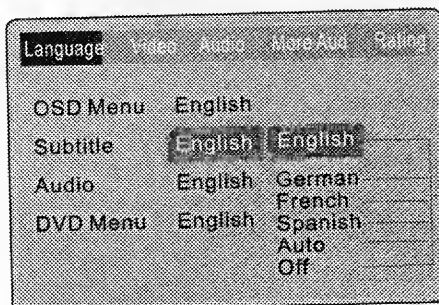 Language Video Audio More Aud Rating
OSD Menu English
Subtitle English English
Audio English German
French
DVD Menu English Spanish
Auto
Off